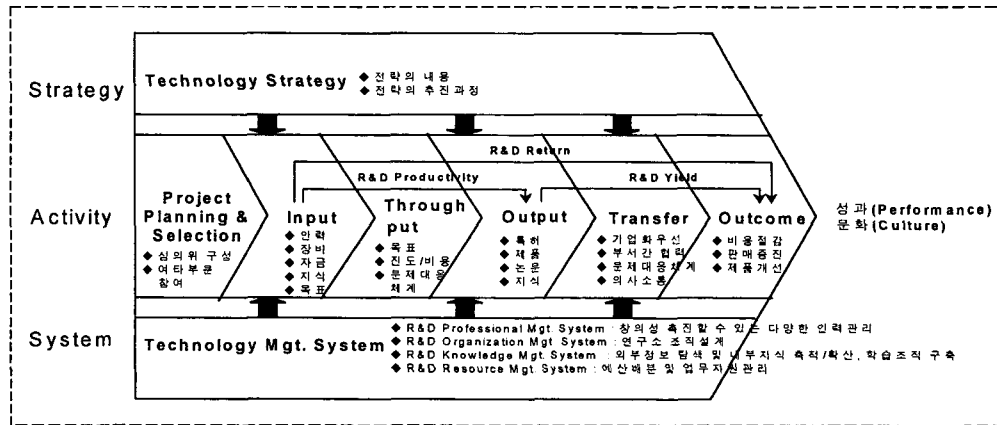 Strategy
Technology Strategy
◆ 전략의 내용
◆ 전략의 추진과정
Activity
R&D Return
R&D Productivity
R&D Yield
Project
Planning &
Selection
◆ 심의위 구성
◆ 여타부문
참여
Input
◆ 인력
◆ 장비
◆ 자금
◆ 지식
◆ 목표
Through
put
◆ 목표
◆ 진도/비용
◆ 문제대응
체계
Output
◆ 특허
◆ 제품
◆ 논문
◆ 지식
Transfer
◆ 기업화우선
◆ 부서간 협력
◆ 문제대응체계
◆ 의사소통
Outcome
◆ 비용절감
◆ 판매증진
◆ 제품개선
성과(Performance)
문화(Culture)
System
Technology Mgt. System
◆ R&D Professional Mgt. System : 창의성 촉진할 수 있는 다양한 인력관리
◆ R&D Organization Mgt. System : 연구소 조직설계
◆ R&D Knowledge Mgt. System : 외부정보 탐색 및 내부지식 축적/확산, 학습조직 구축
◆ R&D Resource Mgt. System : 예산배분 및 업무지원관리